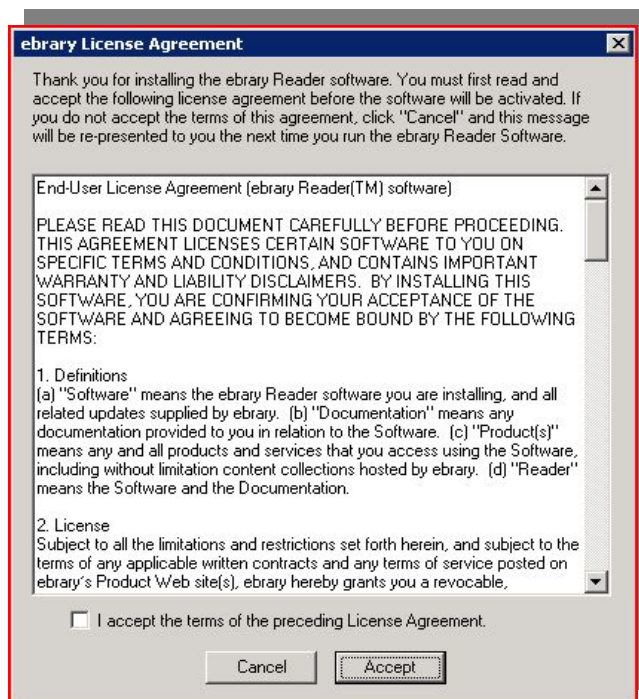 ebrary License Agreement
Thank you for installing the ebrary Reader software. You must first read and
accept the following license agreement before the software will be activated. If
you do not accept the terms of this agreement, click "Cancel" and this message
will be re-presented to you the next time you run the ebrary Reader Software.
End-User License Agreement (ebrary Reader(TM) software)
PLEASE READ THIS DOCUMENT CAREFULLY BEFORE PROCEEDING.
THIS AGREEMENT LICENSES CERTAIN SOFTWARE TO YOU ON
SPECIFIC TERMS AND CONDITIONS, AND CONTAINS IMPORTANT
WARRANTY AND LIABILITY DISCLAIMERS.  BY INSTALLING THIS
SOFTWARE, YOU ARE CONFIRMING YOUR ACCEPTANCE OF THE
SOFTWARE AND AGREEING TO BECOME BOUND BY THE FOLLOWING
TERMS:
1. Definitions
(a) "Software" means the ebrary Reader software you are installing, and all
related updates supplied by ebrary.  (b) "Documentation" means any
documentation provided to you in relation to the Software.  (c) "Product(s)"
means any and all products and services that you access using the Software,
including without limitation content collections hosted by ebrary.  (d) "Reader"
means the Software and the Documentation.
2. License
Subject to all the limitations and restrictions set forth herein, and subject to the
terms of any applicable written contracts and any terms of service posted on
ebrary's Product Web site(s), ebrary hereby grants you a revocable,
I accept the terms of the preceding License Agreement.
Cancel
Accept